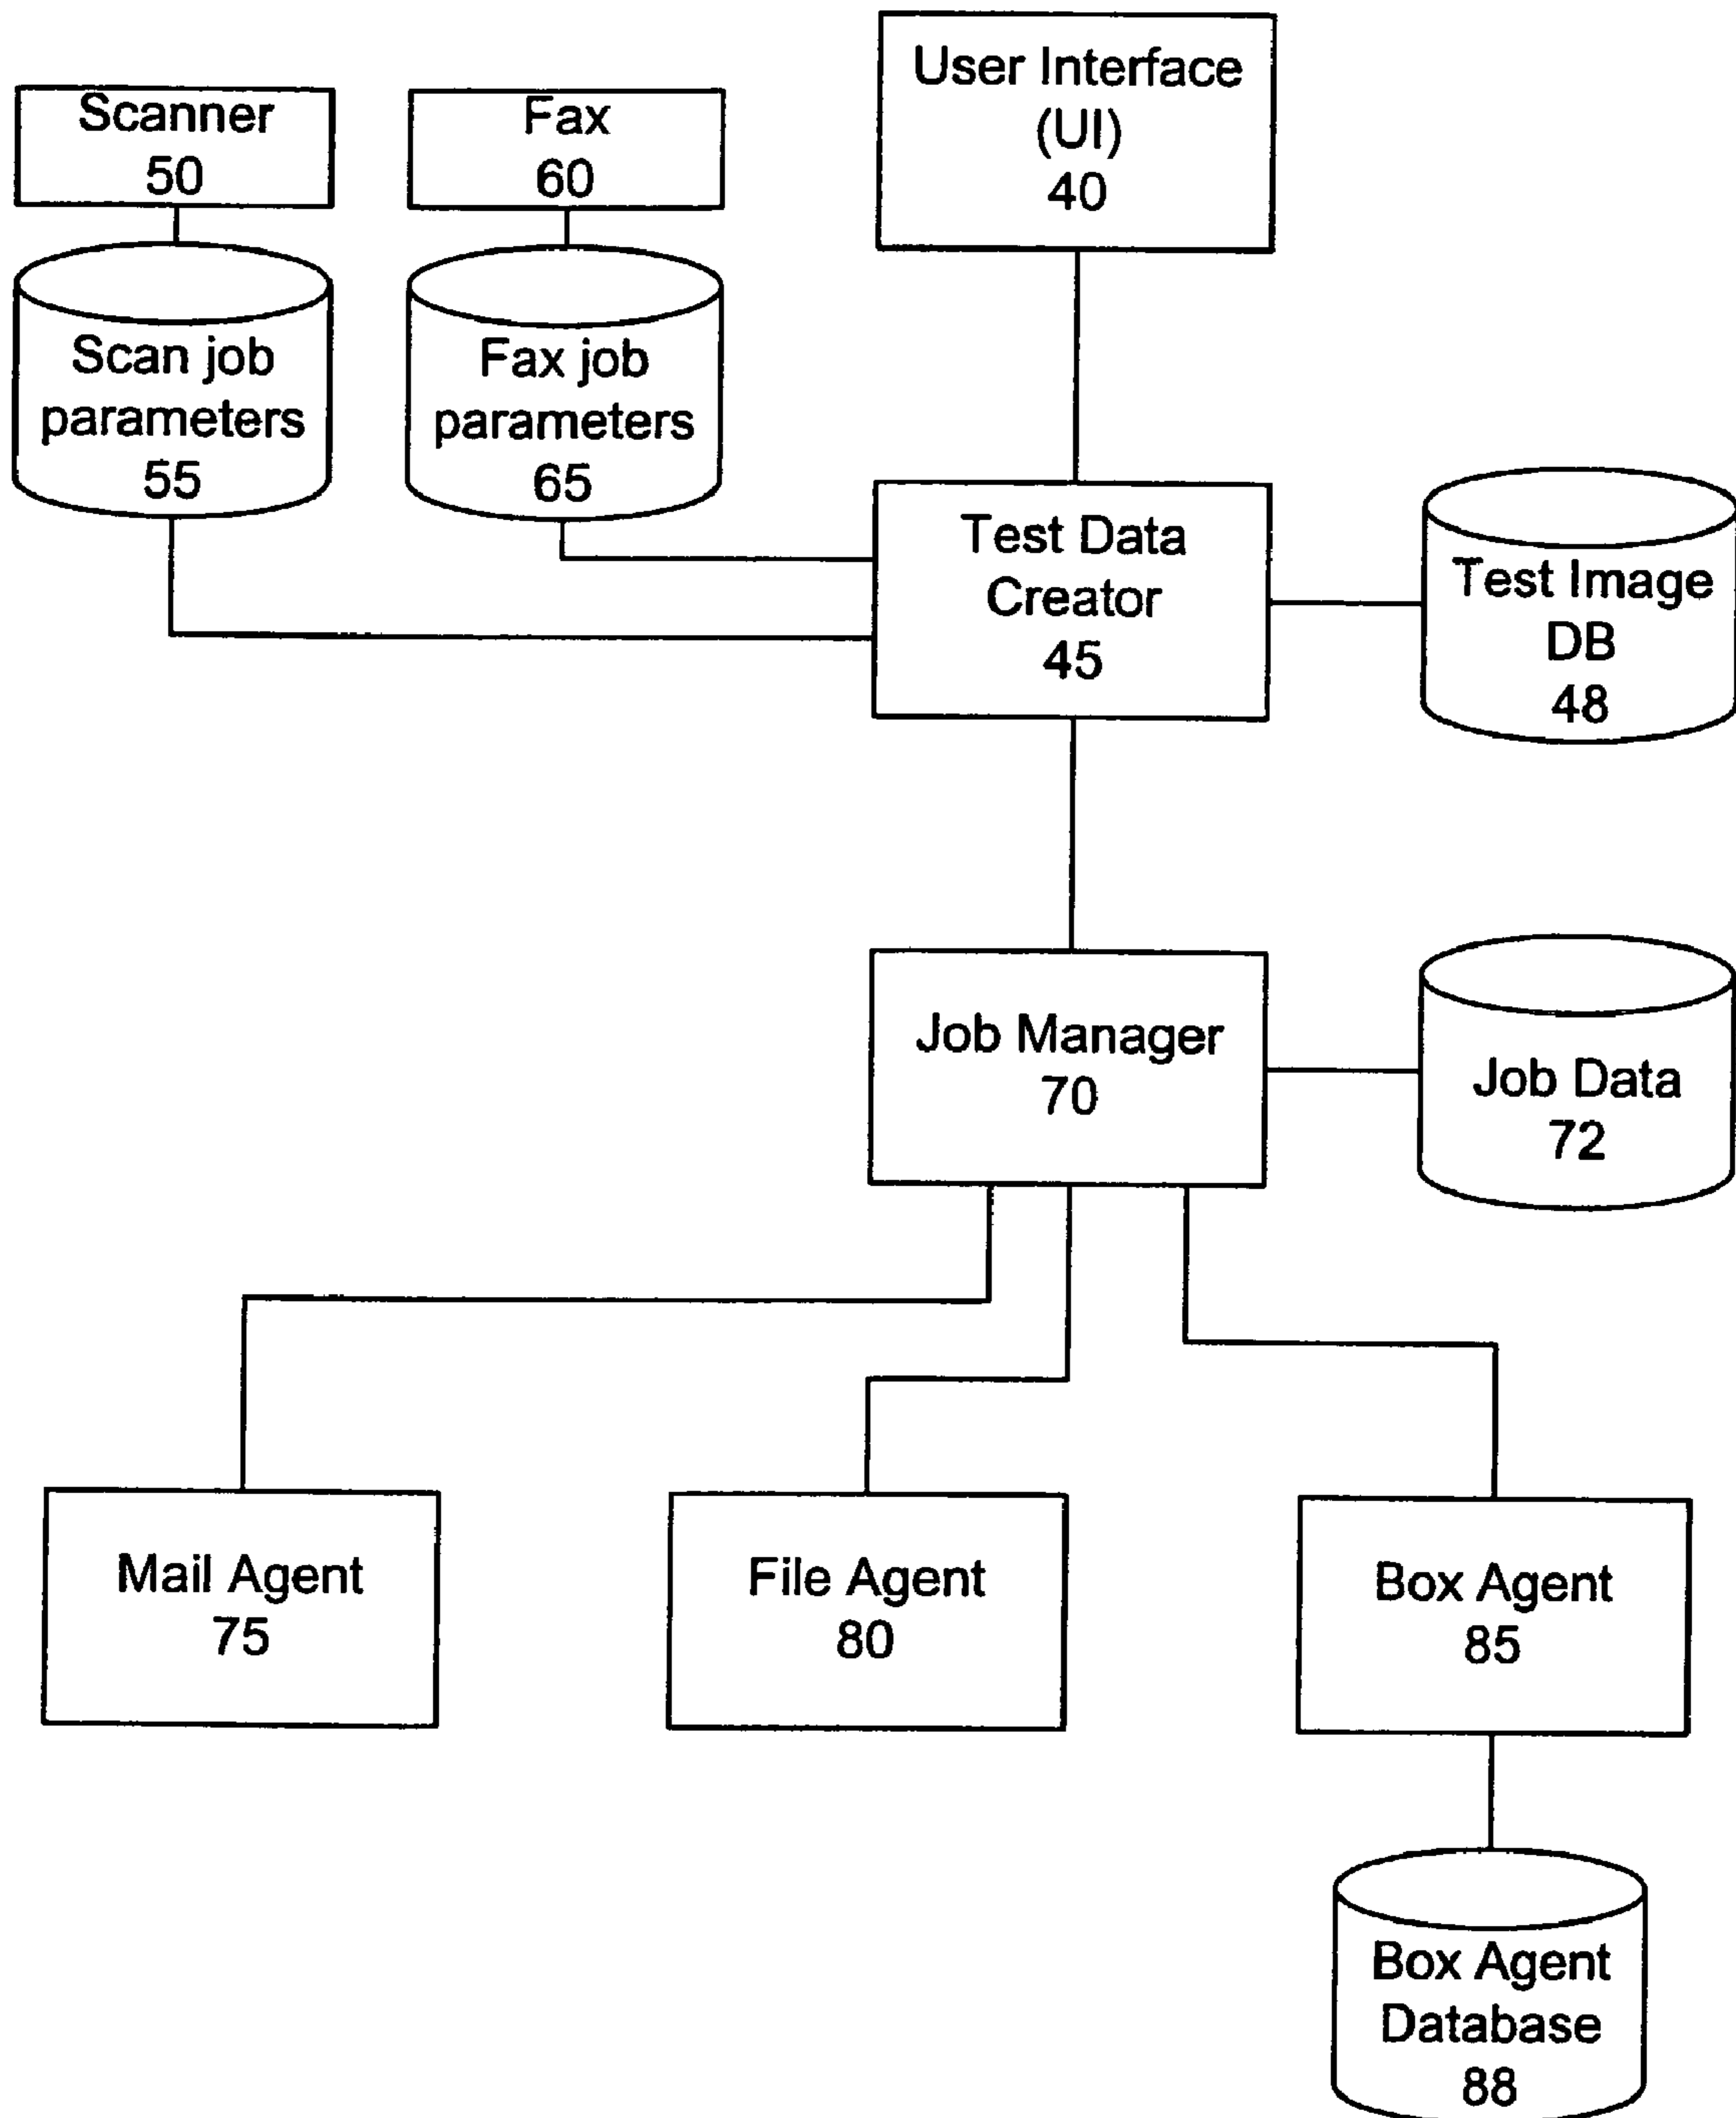 User Interface
(UI)
40
Scanner
50
Fax
60
Scan job
parameters
55
Fax job
parameters
65
Test Data
Creator
45
Test Image
DB
48
Job Manager
70
Job Data
72
Mail Agent
75
File Agent
80
Box Agent
85
Box Agent
Database
88